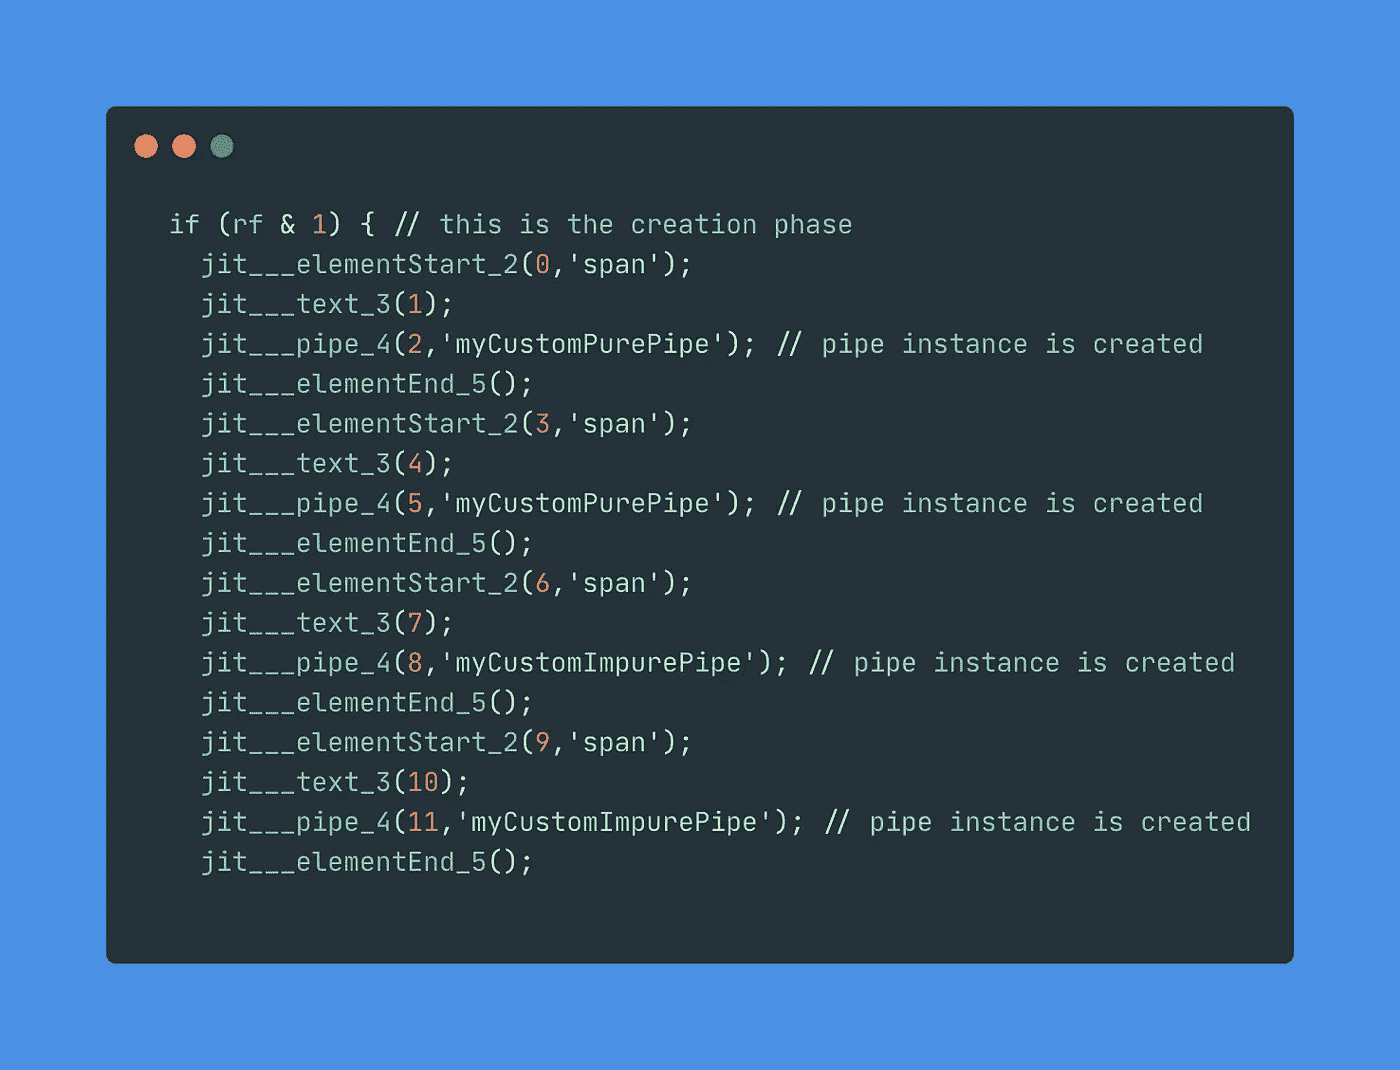 if (rf & 1) { // this is the creation phase
jit___elementStart_2(0,'span');
jit___text_3(1);
jit___pipe_4(2,'myCustomPurePipe'); // pipe instance is created
jit___elementEnd_5();
jit___elementStart_2(3,'span');
jit___text_3(4);
jit___pipe_4(5,'myCustomPurePipe'); // pipe instance is created
jit___elementEnd_5();
jit___elementStart_2(6,'span');
jit___text_3(7);
jit___pipe_4(8,'myCustomImpurePipe'); // pipe instance is created
jit___elementEnd_5();
jit___elementStart_2(9,'span');
jit___text_3(10);
jit___pipe_4(11,'myCustomImpurePipe'); // pipe instance is created
jit___elementEnd_5();